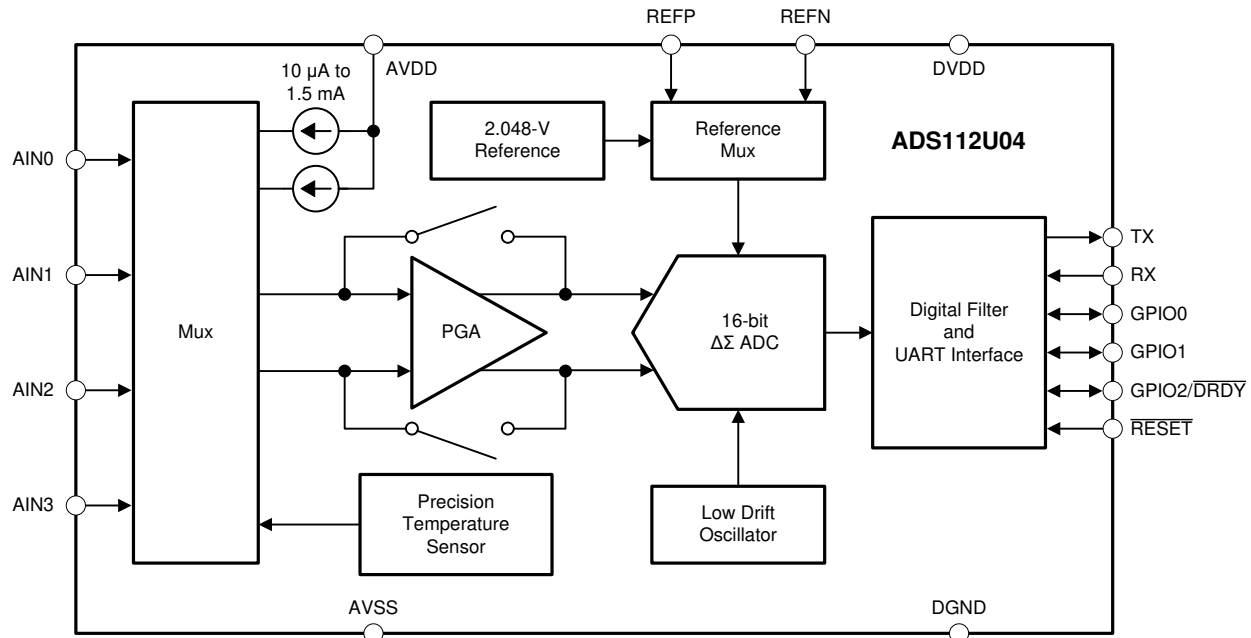 REFP
REFN
AVDD
DVDD
10 µA to
1.5 mA
2.048-V
Reference
Reference
Mux
ADS112U04
AIN0
AIN1
AIN2
AIN3
Mux
PGA
16-bit
ΔΣ ADC
Digital Filter
and
UART Interface
TX
RX
GPIO0
GPIO1
GPIO2/DRDY
RESET
Precision
Temperature
Sensor
Low Drift
Oscillator
AVSS
DGND